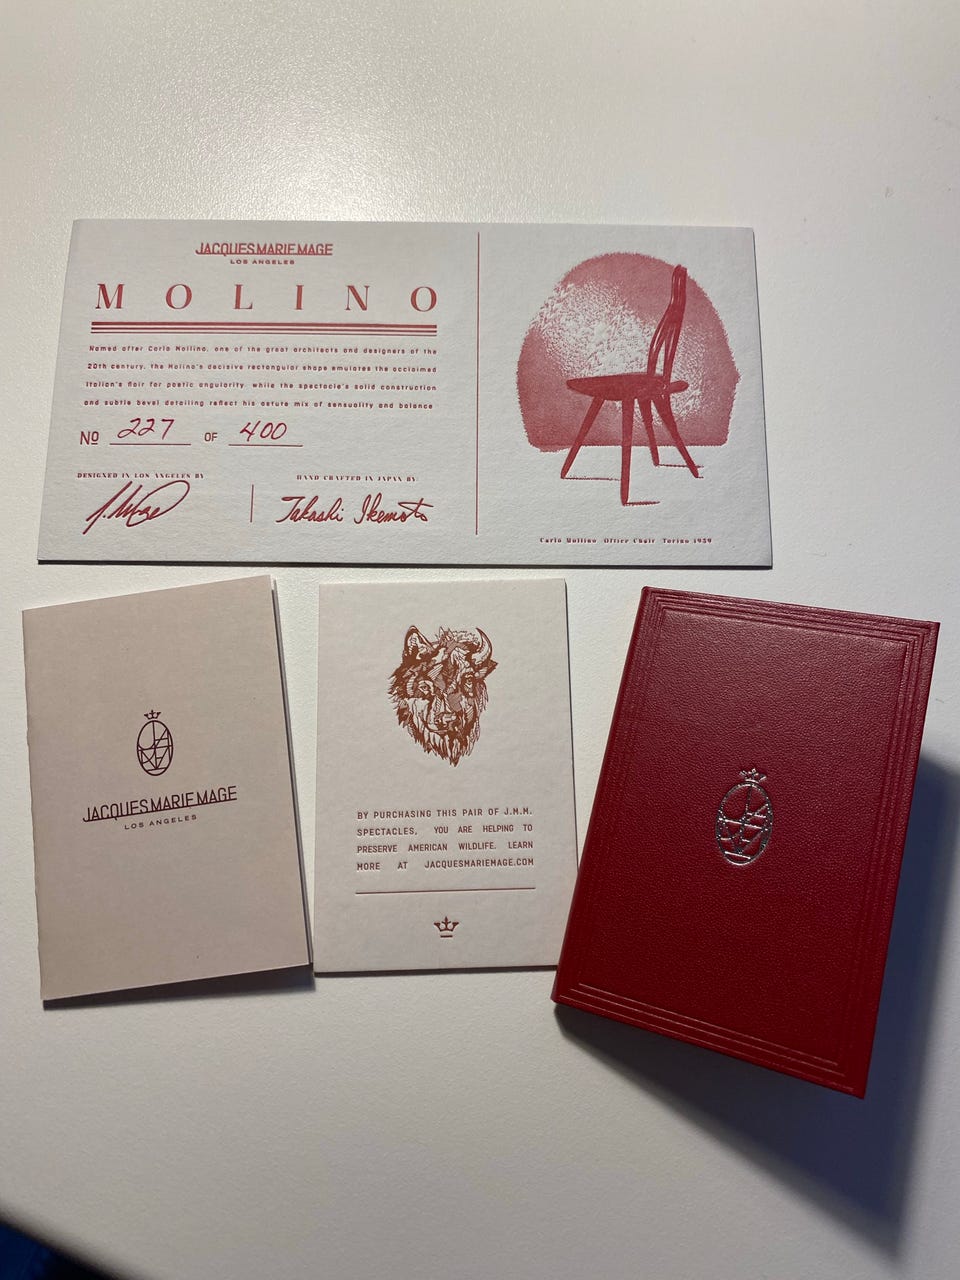 JACQUES MARIE MAGE
LOS ANGELES
MOLINO
Named after Carlo Mollino, one of the great architects and designers of the
20th century, the Molino's decisive rectangular shape emulates the acclaimed
Italian's flair for poetic angularity, while the spectacle's solid construction
and subtle bevel detailing reflect his astute mix of sensuality and balance
No 227 OF 400
DESIGNED IN LOS ANGELES BY
HAND CRAFTED IN JAPAN BY:
Takashi Ikemoto
Carlo Mollino Office Chair Torino 1959
JACQUES MARIE MAGE
LOS ANGELES
BY PURCHASING THIS PAIR OF J.M.M.
SPECTACLES, YOU ARE HELPING TO
PRESERVE AMERICAN WILDLIFE. LEARN
MORE AT JACQUESMARIEMAGE.COM